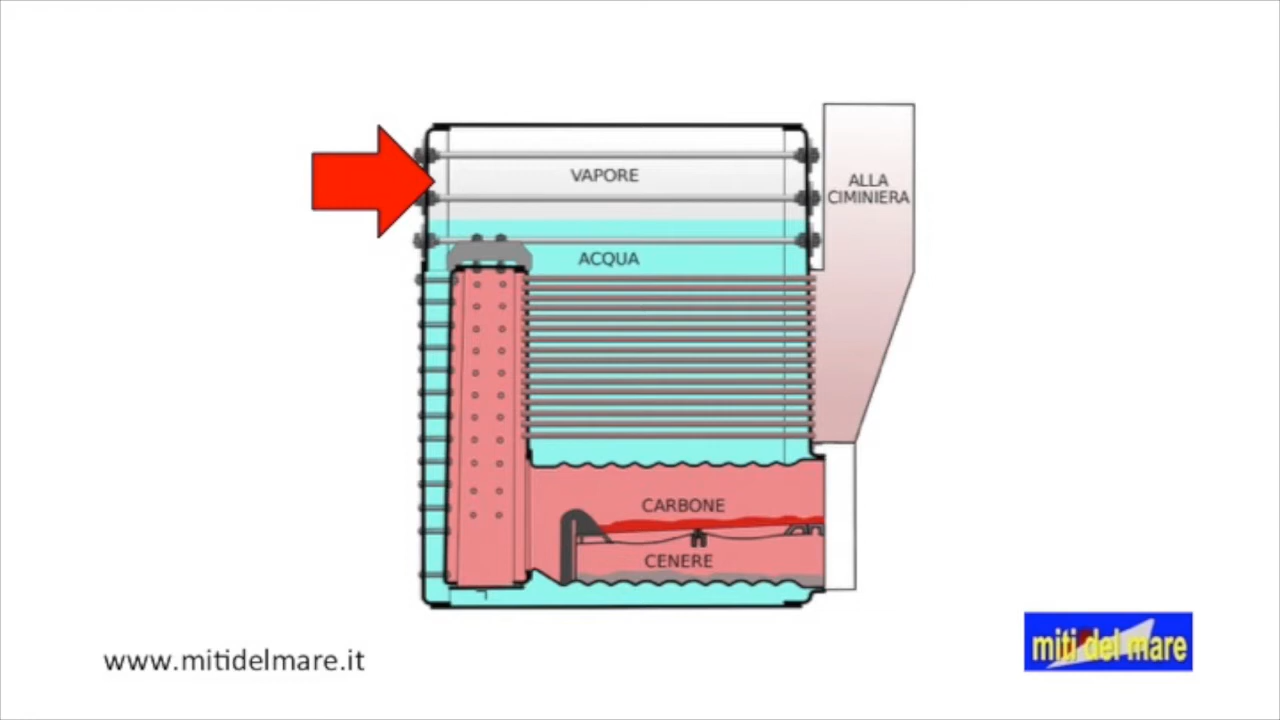 VAPORE
ALLA
CIMINIERA
ACQUA
CARBONE
CENERE
www.mitidelmare.it
miti del mare